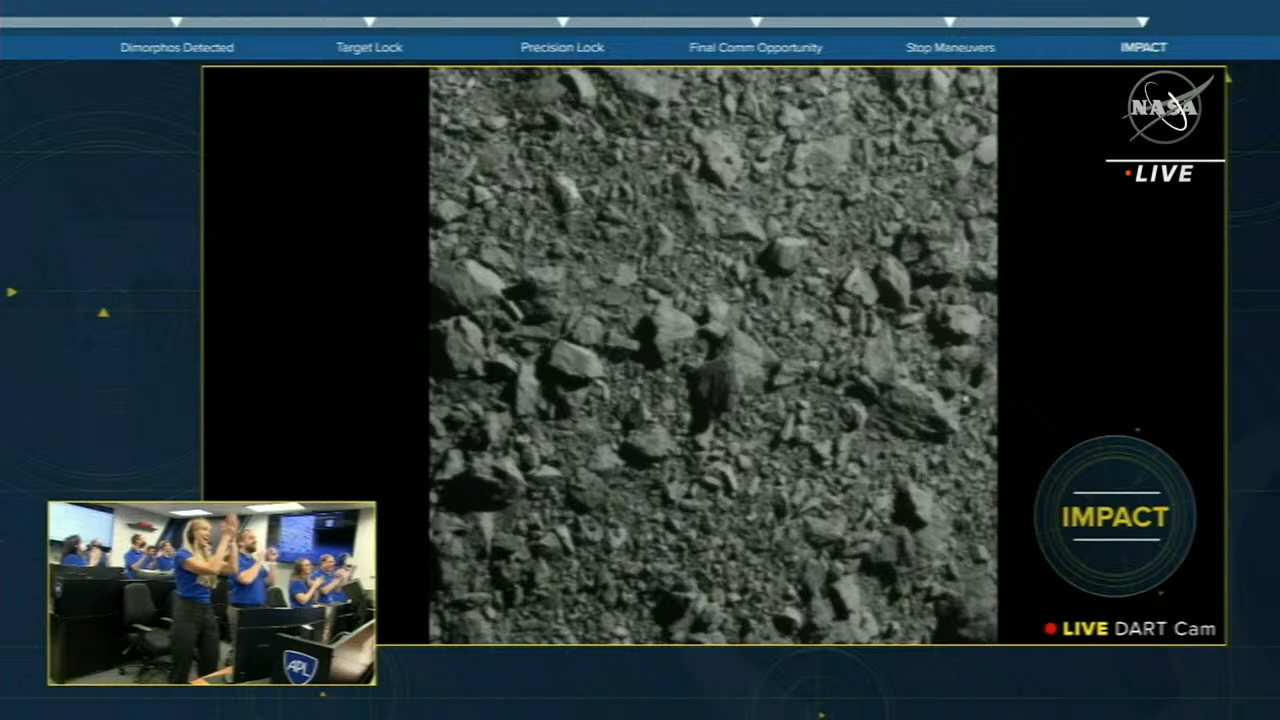 Dimorphos Detected
Target Lock
Precision Lock
Final Comm Opportunity
Stop Maneuvers
IMPACT
NASA
LIVE
IMPACT
LIVE DART Cam
APL